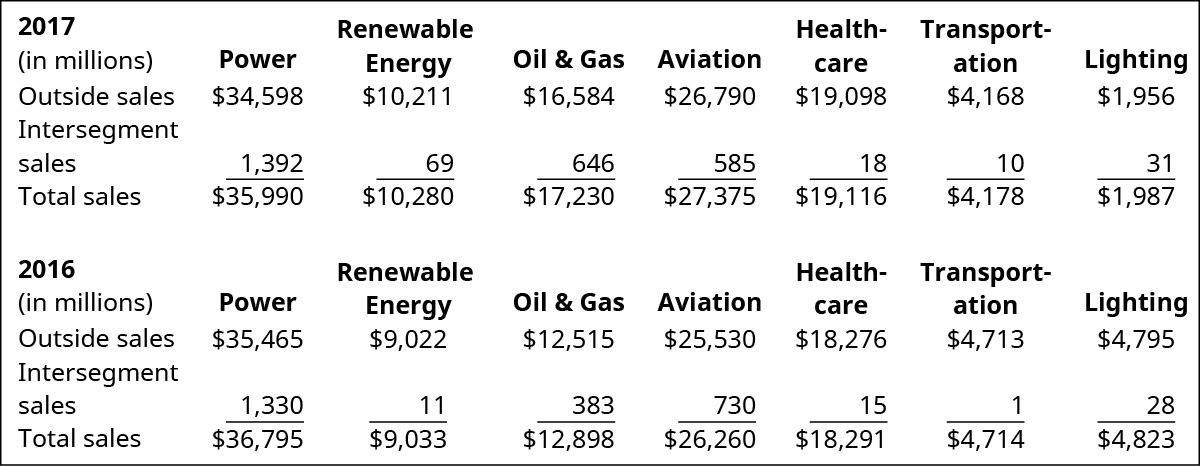 2017 Renewable Health- Transport-
(in millions) Power Energy Oil & Gas Aviation care ation Lighting
Outside sales $34,598 $10,211 $16,584 $26,790 $19,098 $4,168 $1,956
Intersegment
sales 1,392 69 646 585 18 10 31
Total sales $35,990 $10,280 $17,230 $27,375 $19,116 $4,178 $1,987
2016 Renewable Health- Transport-
(in millions) Power Energy Oil & Gas Aviation care ation Lighting
Outside sales $35,465 $9,022 $12,515 $25,530 $18,276 $4,713 $4,795
Intersegment
sales 1,330 11 383 730 15 1 28
Total sales $36,795 $9,033 $12,898 $26,260 $18,291 $4,714 $4,823